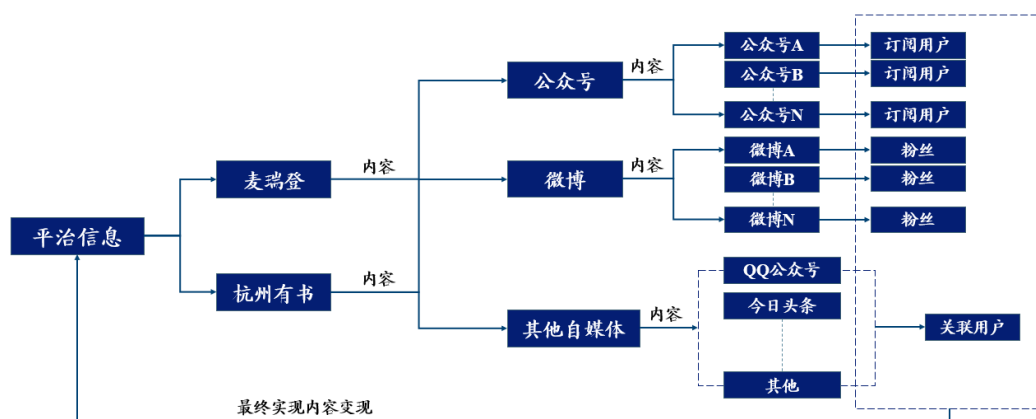 公众号A
订阅用户
公众号B
订阅用户
公众号
内容
公众号N
订阅用户
微博A
粉丝
麦瑞登
内容
微博
内容
微博B
粉丝
微博N
粉丝
平治信息
杭州有书
内容
其他自媒体
内容
QQ公众号
今日头条
其他
关联用户
最终实现内容变现